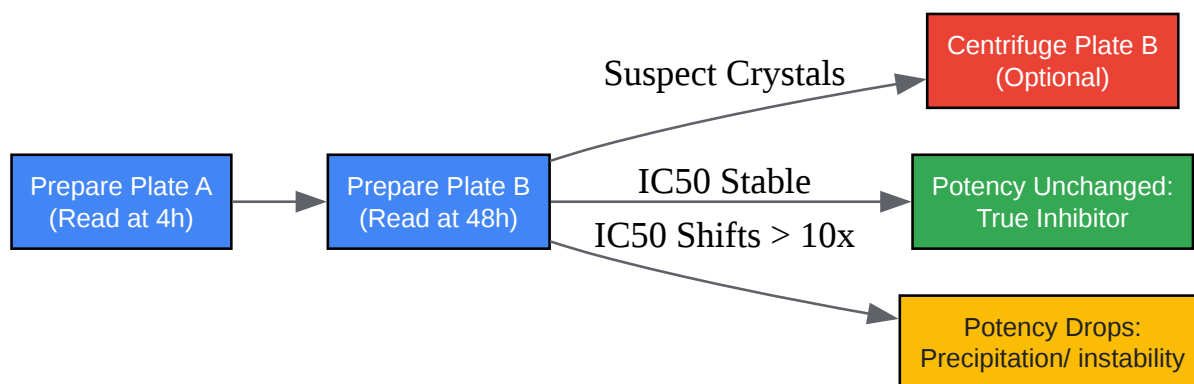 Prepare Plate A
(Read at 4h)
Prepare Plate B
(Read at 48h)
Suspect Crystals
IC50 Stable
IC50 Shifts > 10x
Centrifuge Plate B
(Optional)
Potency Unchanged:
True Inhibitor
Potency Drops:
Precipitation/ instability